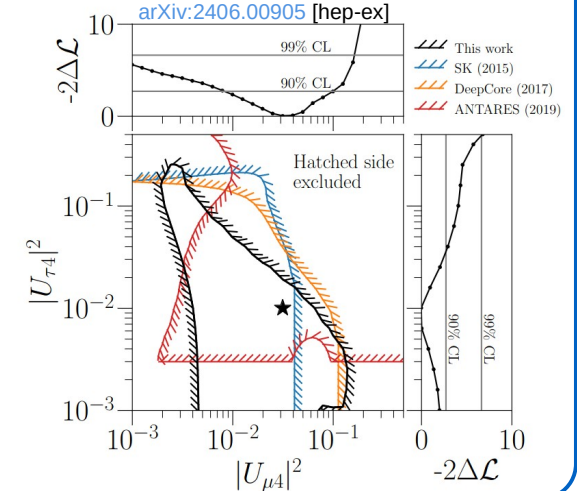 arXiv:2406.00905 [hep-ex]
10
99% CL
90% CL
0
-2Δℒ
This work
SK (2015)
DeepCore (2017)
ANTARES (2019)
Hatched side
excluded
10⁻¹
10⁻²
10⁻³
|U_τ4|²
90% CL
99% CL
10⁻³
10⁻²
10⁻¹
|U_μ4|²
0
10
-2Δℒ